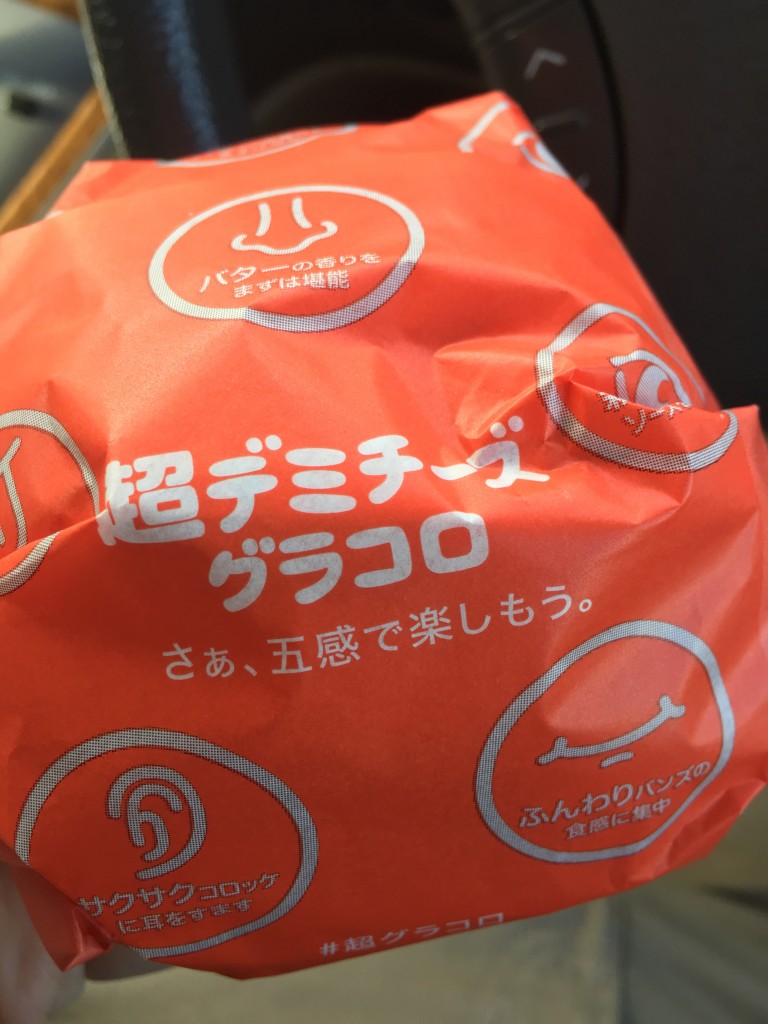 バターの香りを
まずは堪能
ソース
超デミチーズ
グラコロ
さぁ、五感で楽しもう。
ふんわりバンズの
食感に集中
サクサクコロッケ
に耳をすます
#超グラコロ